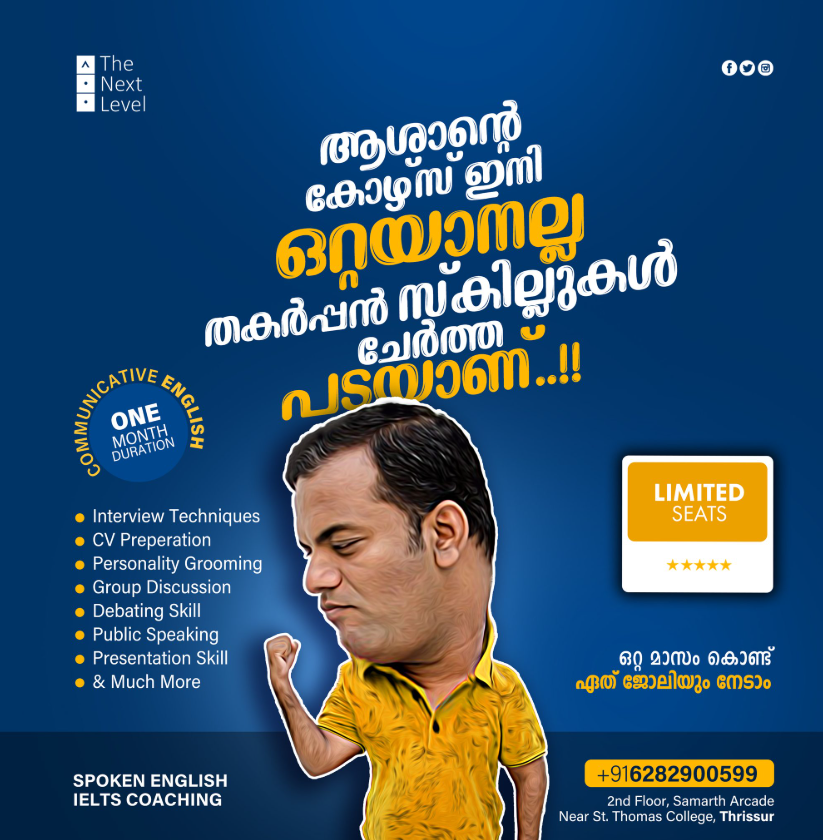 The
Next
Level
ആശാന്റെ
കോഴ്സ് ഇനി
ഒറ്റയാനല്ല
തകർപ്പൻ സ്കില്ലുകൾ
ചേർത്ത
പടയാണ്..!!
COMMUNICATIVE ENGLISH
ONE
MONTH
DURATION
Interview Techniques
CV Preperation
Personality Grooming
Group Discussion
Debating Skill
Public Speaking
Presentation Skill
& Much More
LIMITED
SEATS
ഒറ്റ മാസം കൊണ്ട്
ഏത് ജോലിയും നേടാം
SPOKEN ENGLISH
IELTS COACHING
+916282900599
2nd Floor, Samarth Arcade
Near St. Thomas College, Thrissur